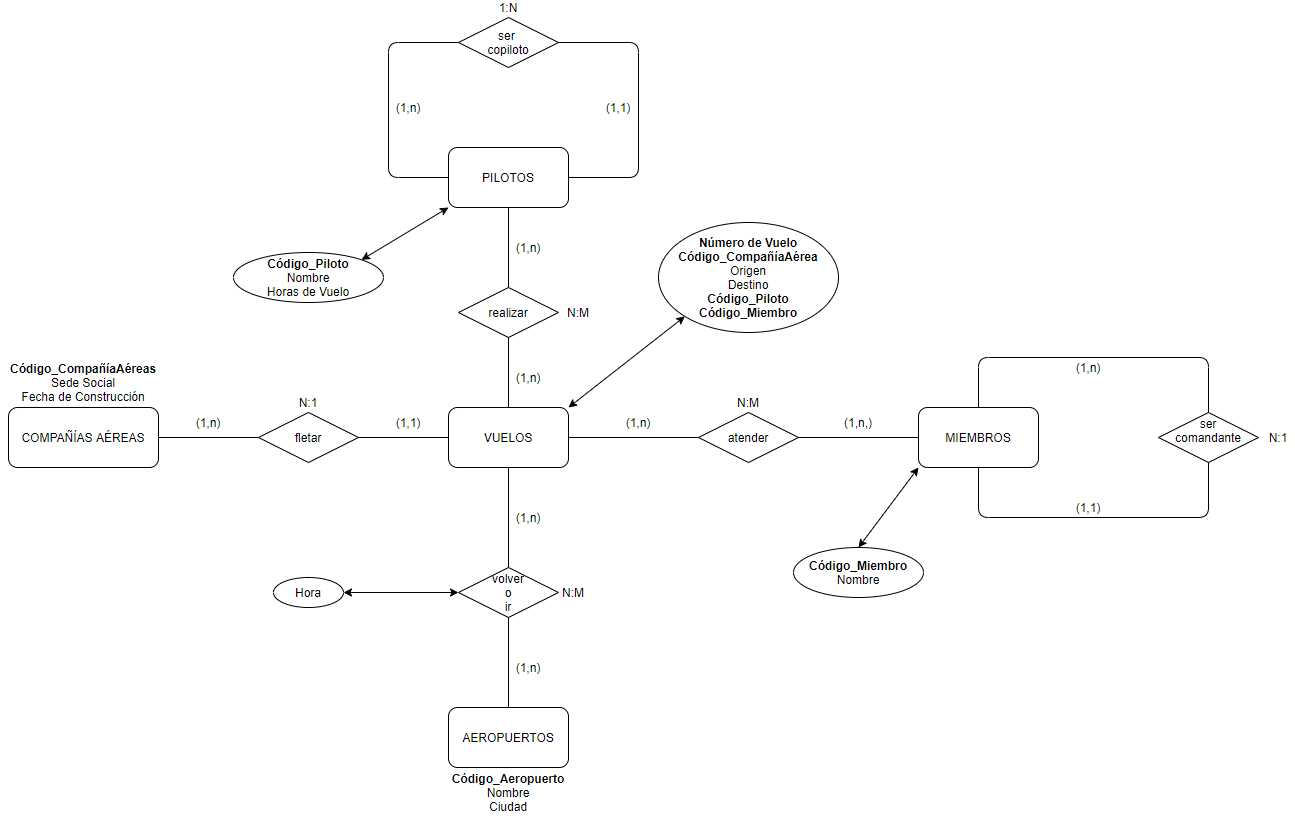 1:N
ser
copiloto
(1,n)
(1,1)
PILOTOS
(1,n)
Código_Piloto
Nombre
Horas de Vuelo
Número de Vuelo
Código_CompañíaAérea
Origen
Destino
Código_Piloto
Código_Miembro
realizar
N:M
(1,n)
Código_CompañíaAéreas
Sede Social
Fecha de Construcción
COMPAÑÍAS AÉREAS
(1,n)
N:1
fletar
(1,1)
VUELOS
(1,n)
N:M
atender
(1,n,)
MIEMBROS
(1,n)
ser
comandante
N:1
(1,1)
(1,n)
Código_Miembro
Nombre
Hora
volver
o
ir
N:M
(1,n)
AEROPUERTOS
Código_Aeropuerto
Nombre
Ciudad